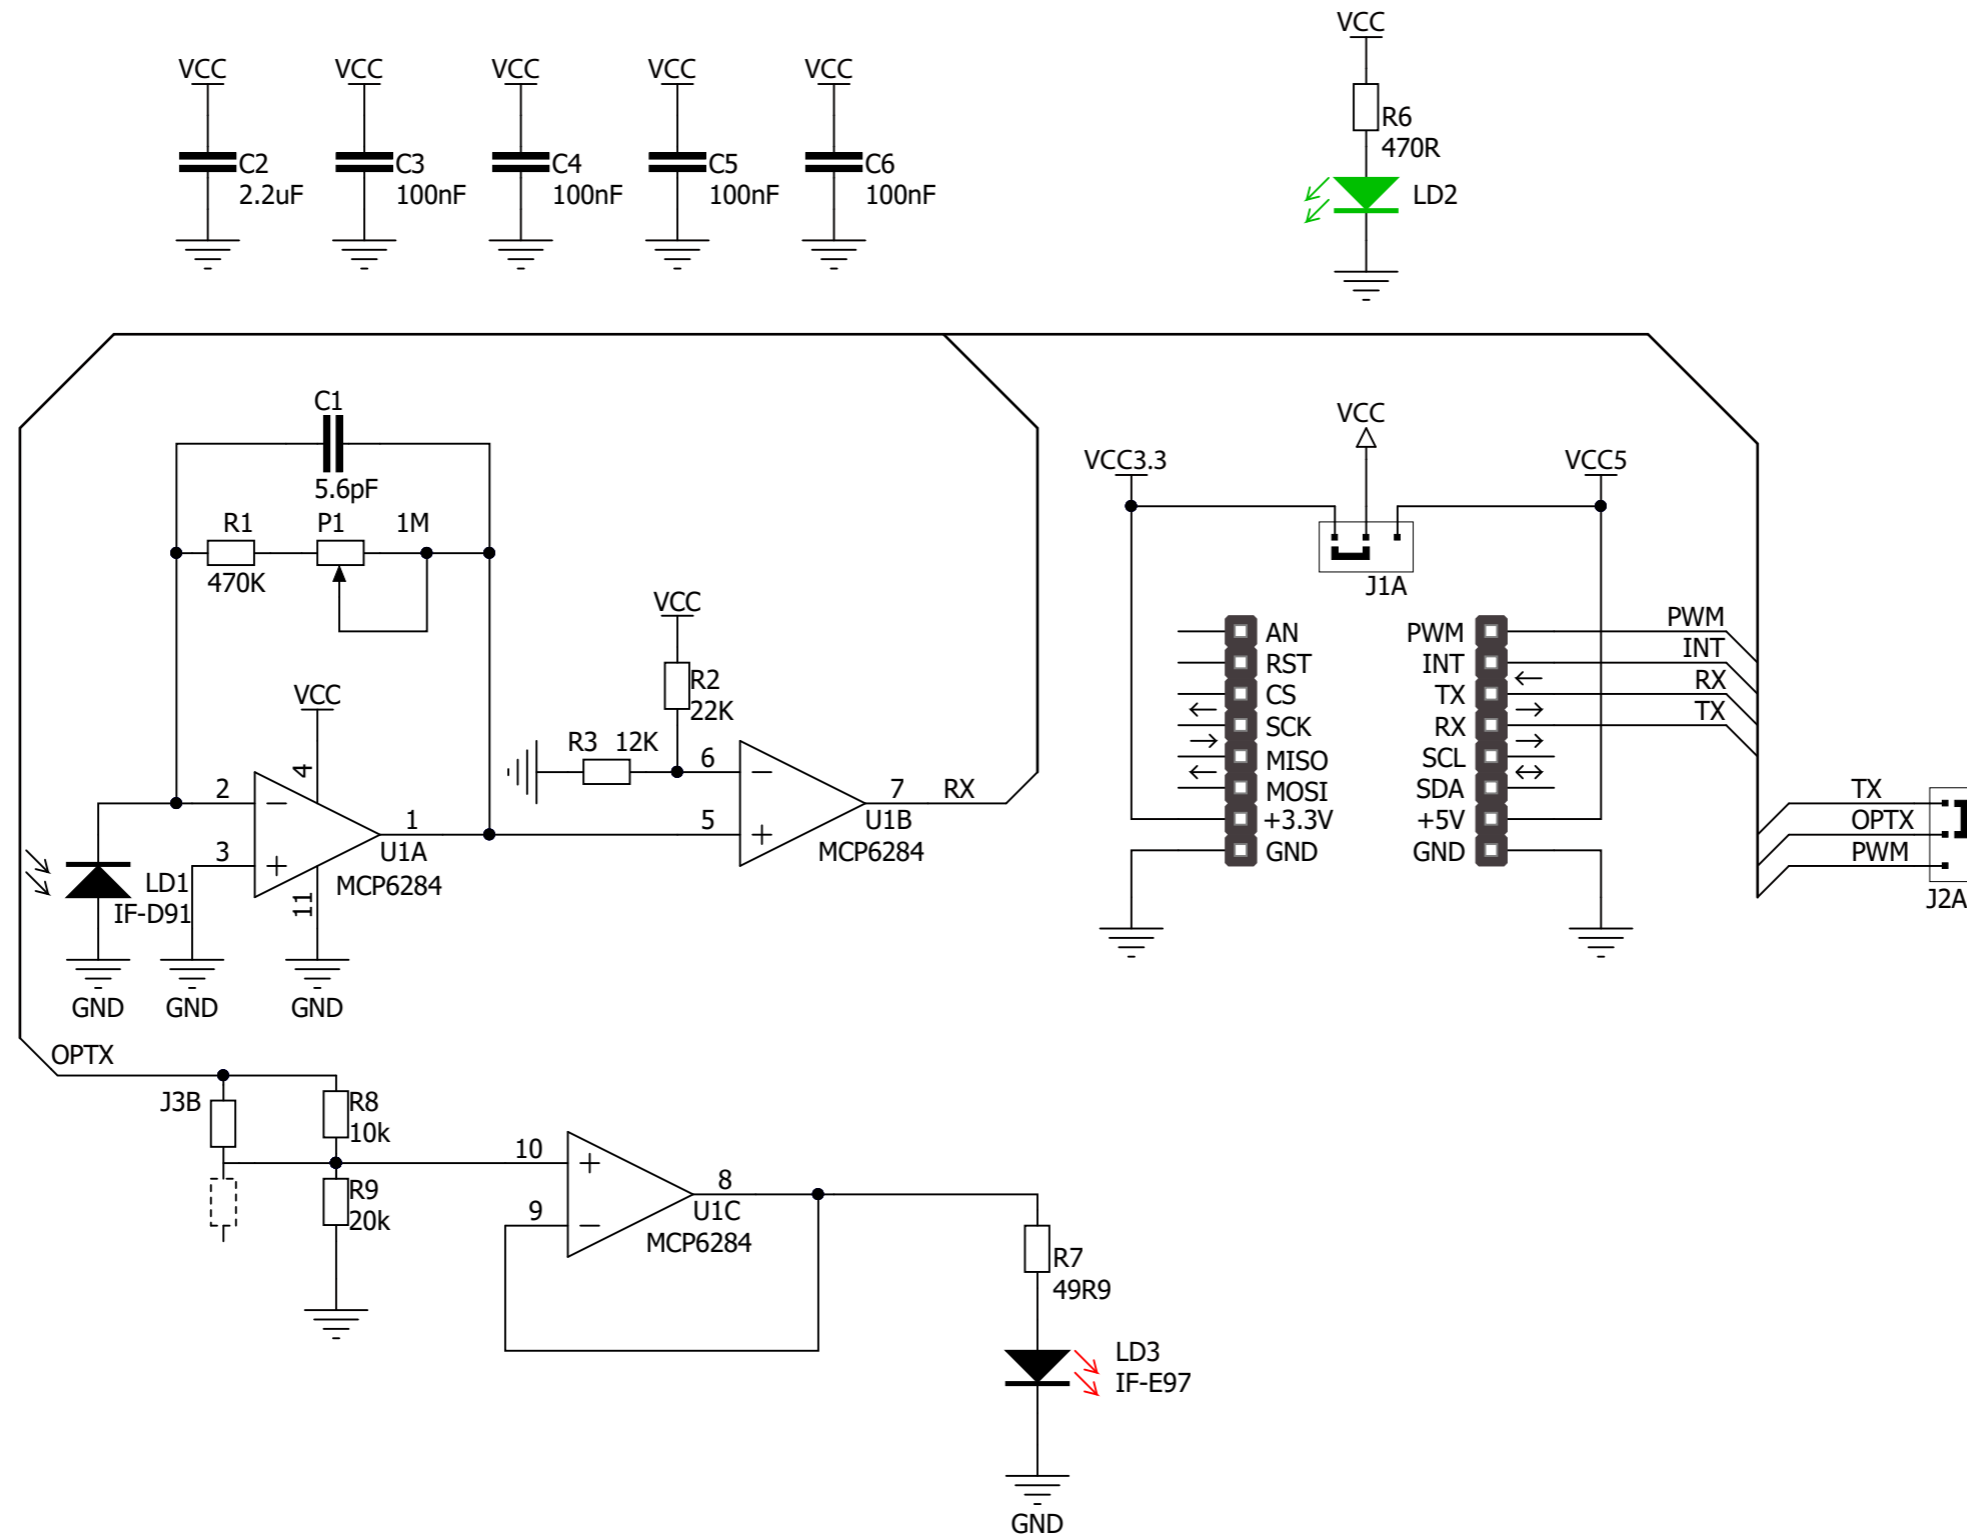 VCC
VCC VCC VCC VCC VCC
R6
470R
C2 C3 C4 C5 C6
2.2uF 100nF 100nF 100nF 100nF
LD2
C1
5.6pF
R1 P1 1M
470K
VCC
VCC3.3 VCC5
J1A
VCC
R2
22K
R3 12K
VCC
4
2
3
1
U1A
MCP6284
11
LD1
IF-D91
GND GND GND
6
5
7 RX
U1B
MCP6284
AN PWM PWM
RST INT INT
CS TX RX
SCK RX TX
MISO SCL
MOSI SDA
+3.3V +5V
GND GND
TX
OPTX
PWM
J2A
OPTX
J3B
R8
10k
R9
20k
10
9
8
U1C
MCP6284
R7
49R9
LD3
IF-E97
GND